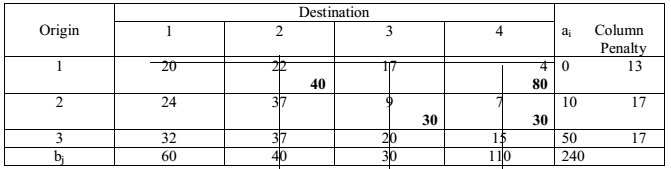 Destination
Origin 1 2 3 4 ai Column
Penalty
1 20 22 17 4 0 13
40 80
2 24 37 9 7 10 17
30 30
3 32 37 20 15 50 17
bj 60 40 30 110 240